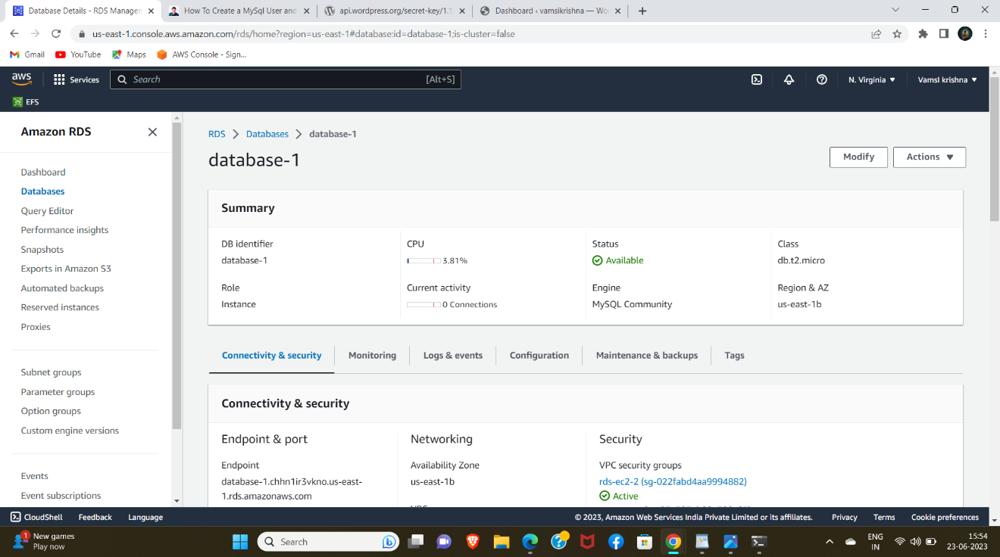 Database Details - RDS Managem
How To Create a MySql User and
api.wordpress.org/secret-key/1.1
Dashboard ‹ vamsikrishna — Wo
us-east-1.console.aws.amazon.com/rds/home?region=us-east-1#database:id=database-1;is-cluster=false
Gmail
YouTube
Maps
AWS Console - Sign...
aws
Services
Search
[Alt+S]
N. Virginia
VamsI krishna
EFS
Amazon RDS
Dashboard
Databases
Query Editor
Performance insights
Snapshots
Exports in Amazon S3
Automated backups
Reserved instances
Proxies
Subnet groups
Parameter groups
Option groups
Custom engine versions
Events
Event subscriptions
RDS
Databases
database-1
database-1
Modify
Actions
Summary
DB identifier
database-1
CPU
3.81%
Status
Available
Class
db.t2.micro
Role
Instance
Current activity
0 Connections
Engine
MySQL Community
Region & AZ
us-east-1b
Connectivity & security
Monitoring
Logs & events
Configuration
Maintenance & backups
Tags
Connectivity & security
Endpoint & port
Endpoint
database-1.chhn1ir3vkno.us-east-
1.rds.amazonaws.com
Networking
Availability Zone
us-east-1b
Security
VPC security groups
rds-ec2-2 (sg-022fabd4aa9994882)
Active
CloudShell
Feedback
Language
© 2023, Amazon Web Services India Private Limited or its affiliates.
Privacy
Terms
Cookie preferences
1
New games
Play now
Search
ENG
IN
15:54
23-06-2023